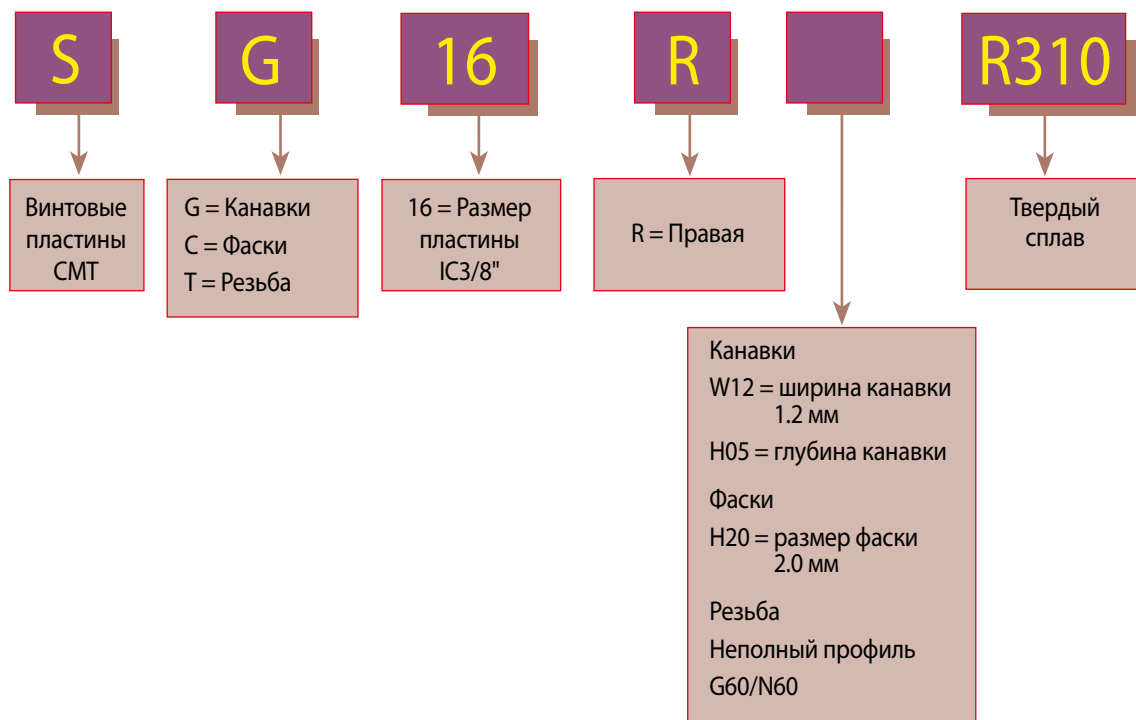 S
G
16
R
R310
Винтовые
пластины
СМТ
G = Канавки
C = Фаски
T = Резьба
16 = Размер
пластины
IC3/8"
R = Правая
Твердый
сплав
Канавки
W12 = ширина канавки
1.2 мм
H05 = глубина канавки
Фаски
H20 = размер фаски
2.0 мм
Резьба
Неполный профиль
G60/N60